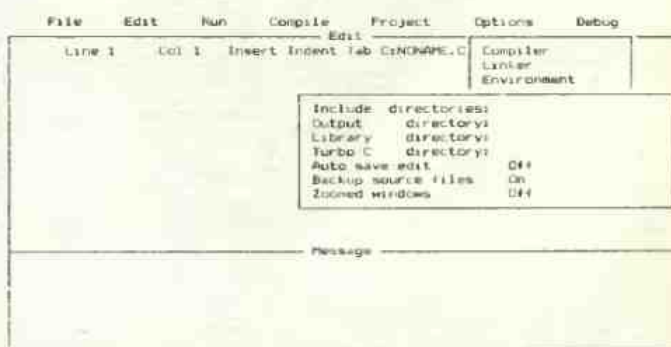 File Edit Run Compile Project Options Debug
Edit
Line 1 Col 1 Insert Indent Tab C:NONAME.C
Compiler
Linker
Environment
Include directories:
Output directory:
Library directory:
Turbo C directory:
Auto save edit Off
Backup source files On
Zoomed windows Off
Message